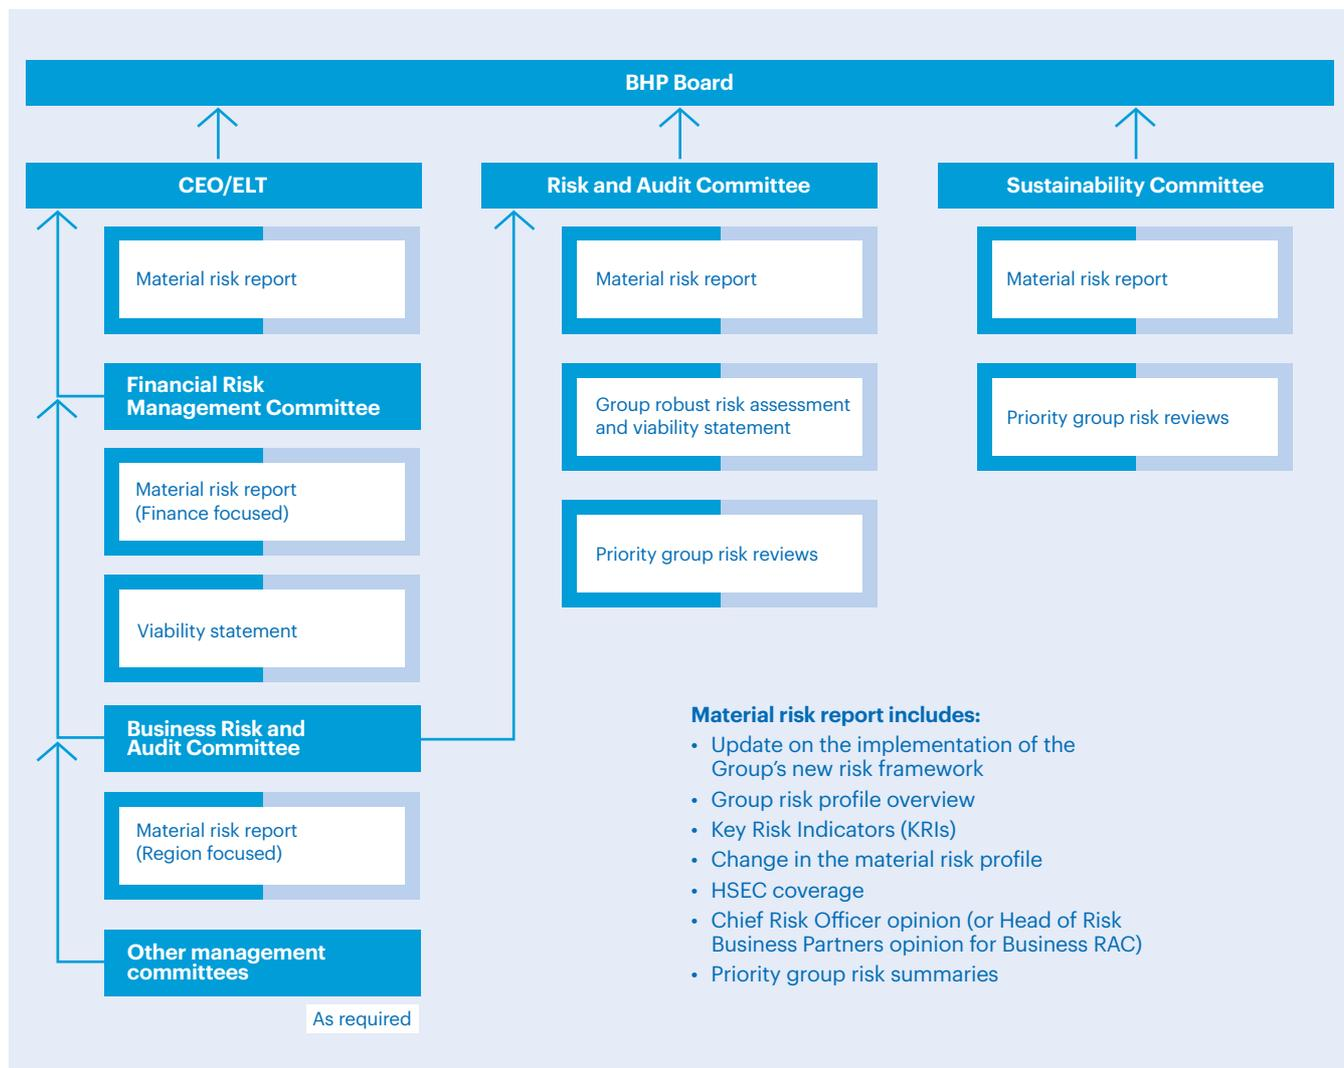 BHP Board
CEO/ELT
Material risk report
Financial Risk
Management Committee
Material risk report
(Finance focused)
Viability statement
Business Risk and
Audit Committee
Material risk report
(Region focused)
Other management
committees
As required
Risk and Audit Committee
Material risk report
Group robust risk assessment
and viability statement
Priority group risk reviews
Sustainability Committee
Material risk report
Priority group risk reviews
Material risk report includes:
• Update on the implementation of the
Group’s new risk framework
• Group risk profile overview
• Key Risk Indicators (KRIs)
• Change in the material risk profile
• HSEC coverage
• Chief Risk Officer opinion (or Head of Risk
Business Partners opinion for Business RAC)
• Priority group risk summaries